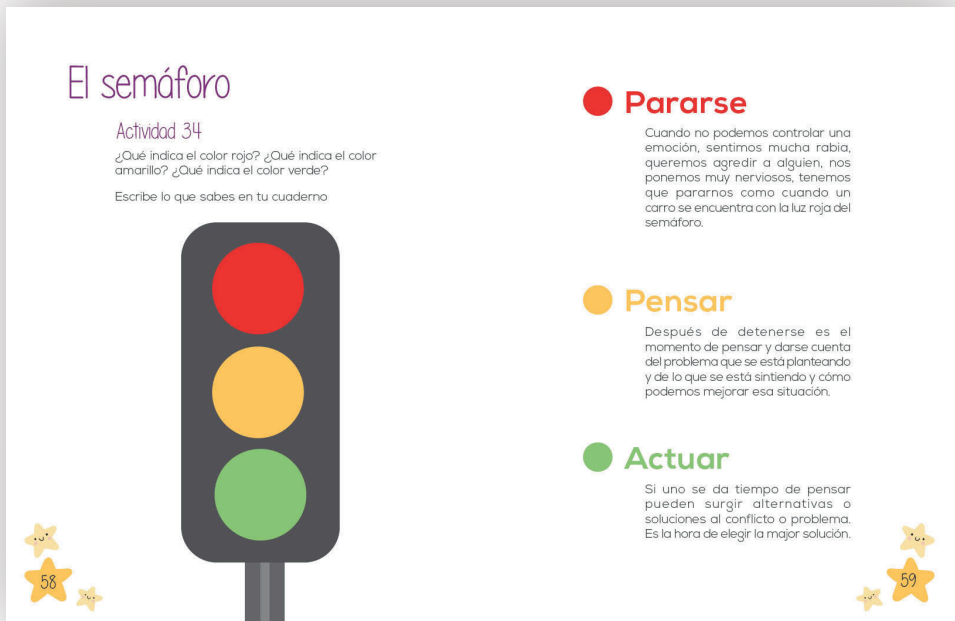 El semáforo
Actividad 34
¿Qué indica el color rojo? ¿Qué indica el color
amarillo? ¿Qué indica el color verde?
Escribe lo que sabes en tu cuaderno
58
Pararse
Cuando no podemos controlar una
emoción, sentimos mucha rabia,
queremos agredir a alguien, nos
ponemos muy nerviosos, tenemos
que pararnos como cuando un
carro se encuentra con la luz roja del
semáforo.
Pensar
Después de detenerse es el
momento de pensar y darse cuenta
del problema que se está planteando
y de lo que se está sintiendo y cómo
podemos mejorar esa situación.
Actuar
Si uno se da tiempo de pensar
pueden surgir alternativas o
soluciones al conflicto o problema.
Es la hora de elegir la major solución.
59